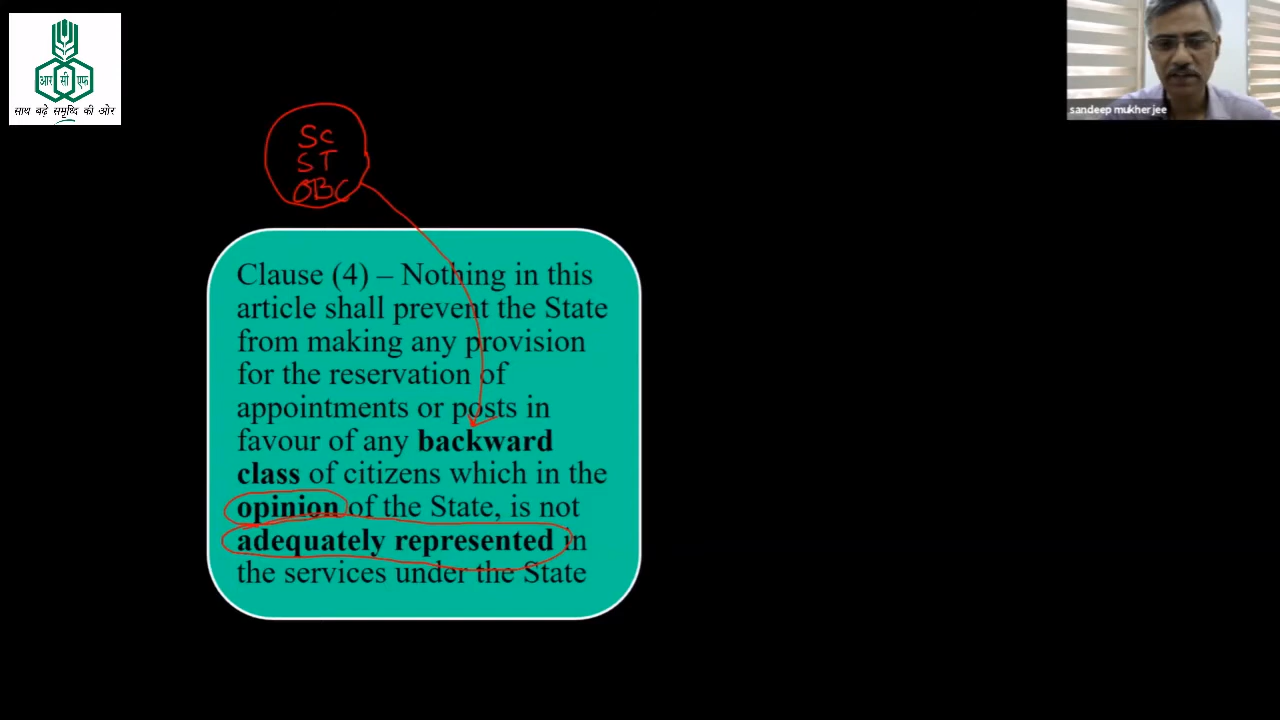 आर सी एफ
साथ बढ़े समृध्दि की ओर
sandeep mukherjee
SC
ST
OBC
Clause (4) – Nothing in this
article shall prevent the State
from making any provision
for the reservation of
appointments or posts in
favour of any backward
class of citizens which in the
opinion of the State, is not
adequately represented in
the services under the State